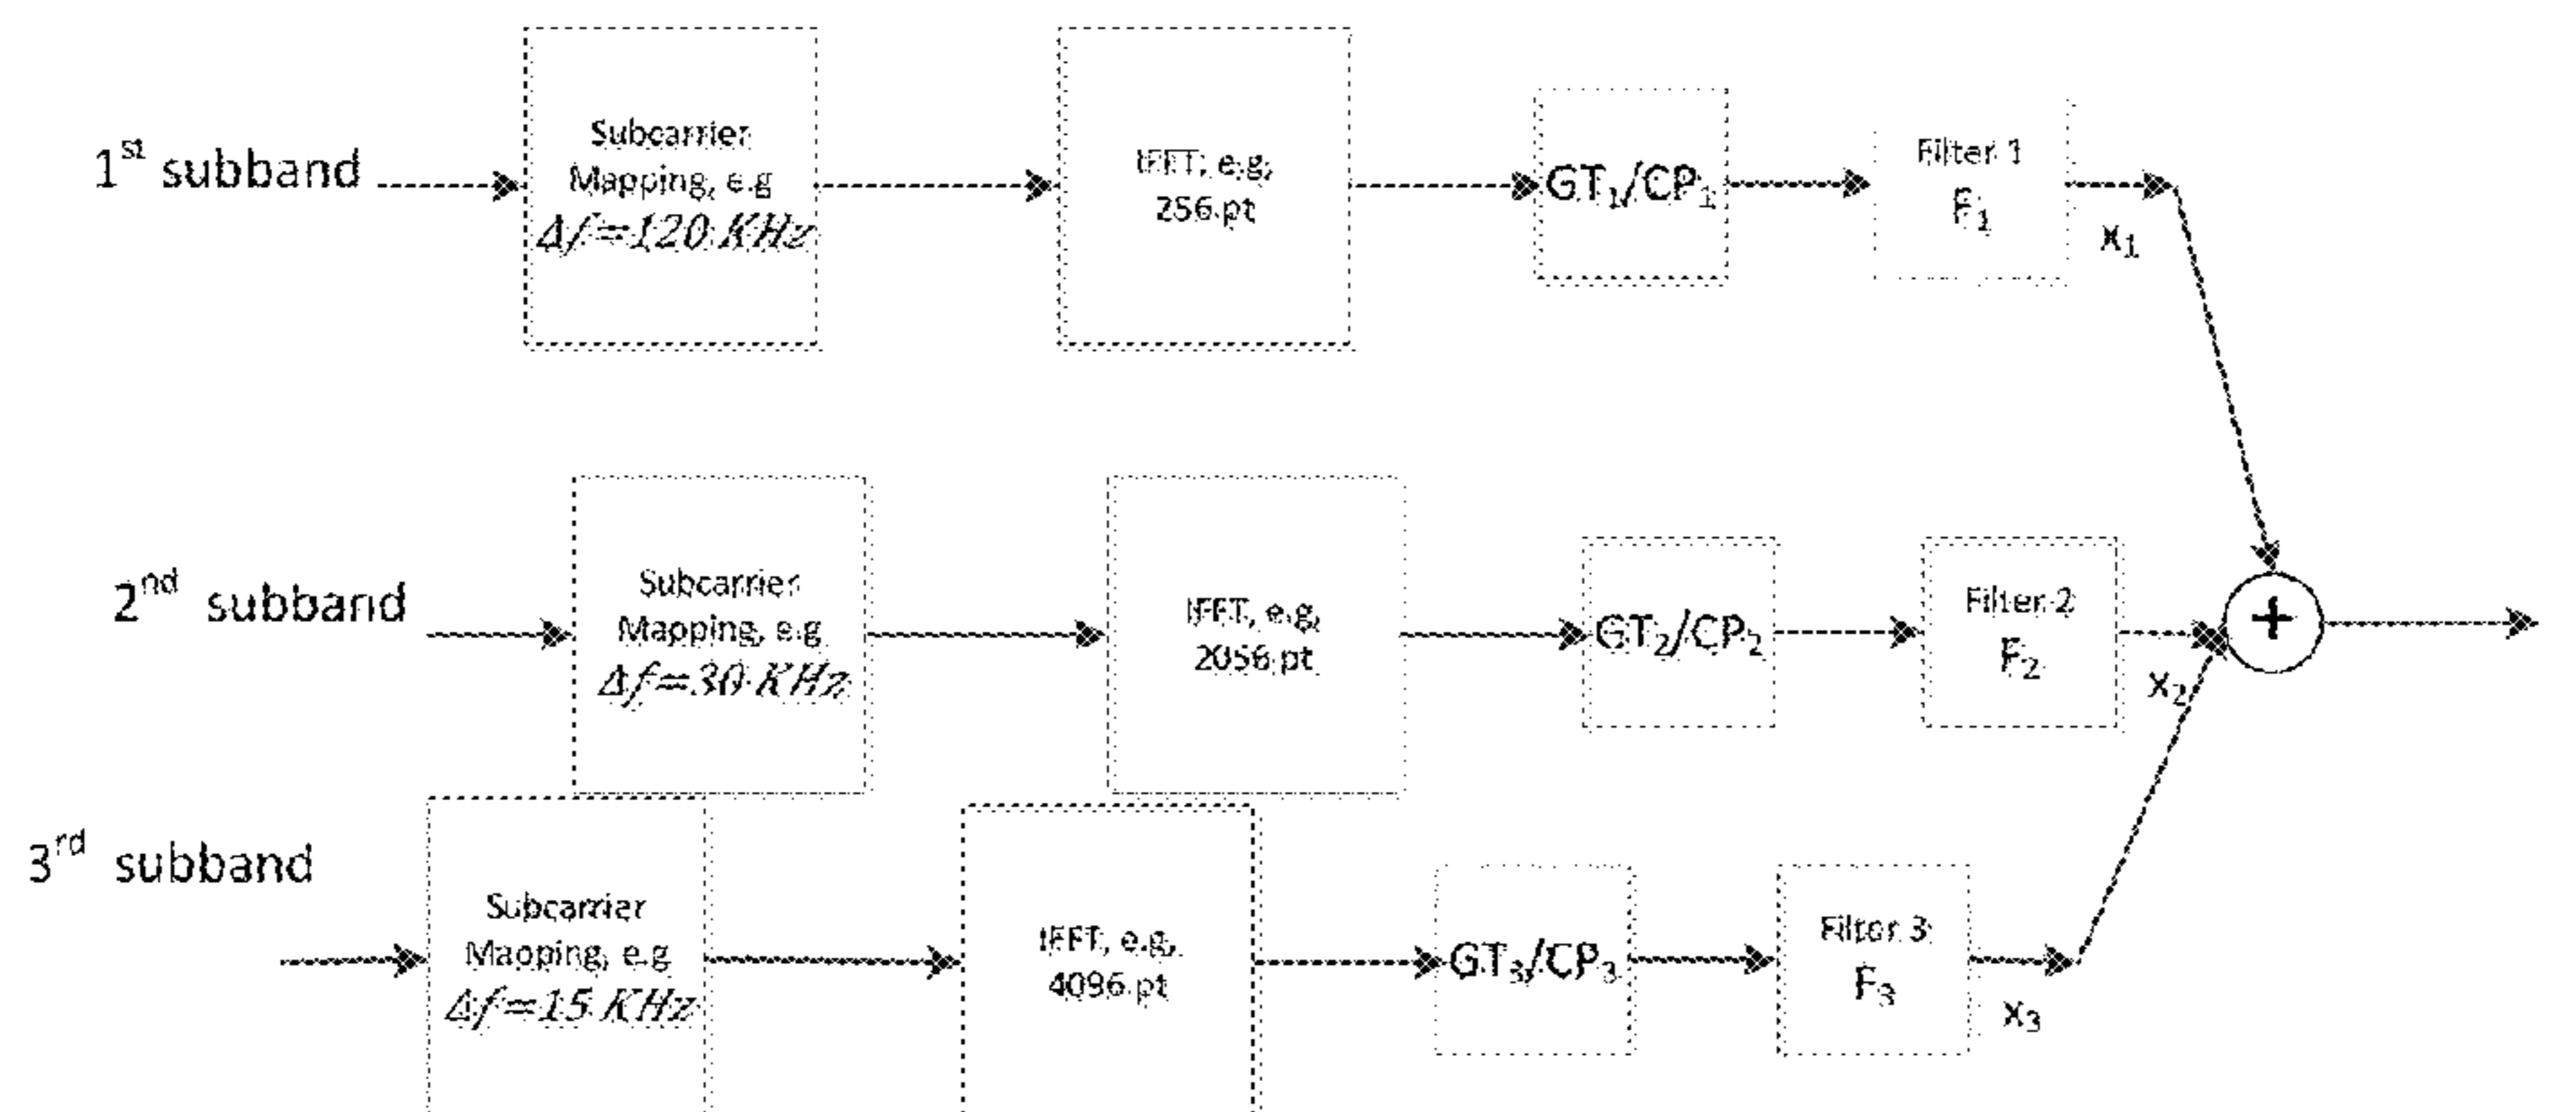 1st subband
Subcarrier
Mapping, e.g
Δf=120 KHz
IFFT, e.g,
256 pt
GT1/CP1
Filter 1
F1
x1
2nd subband
Subcarrier
Mapping, e.g
Δf=30 KHz
IFFT, e.g,
2056 pt
GT2/CP2
Filter 2
F2
x2
+
3rd subband
Subcarrier
Mapping, e.g
Δf=15 KHz
IFFT, e.g,
4096 pt
GT3/CP3
Filter 3
F3
x3